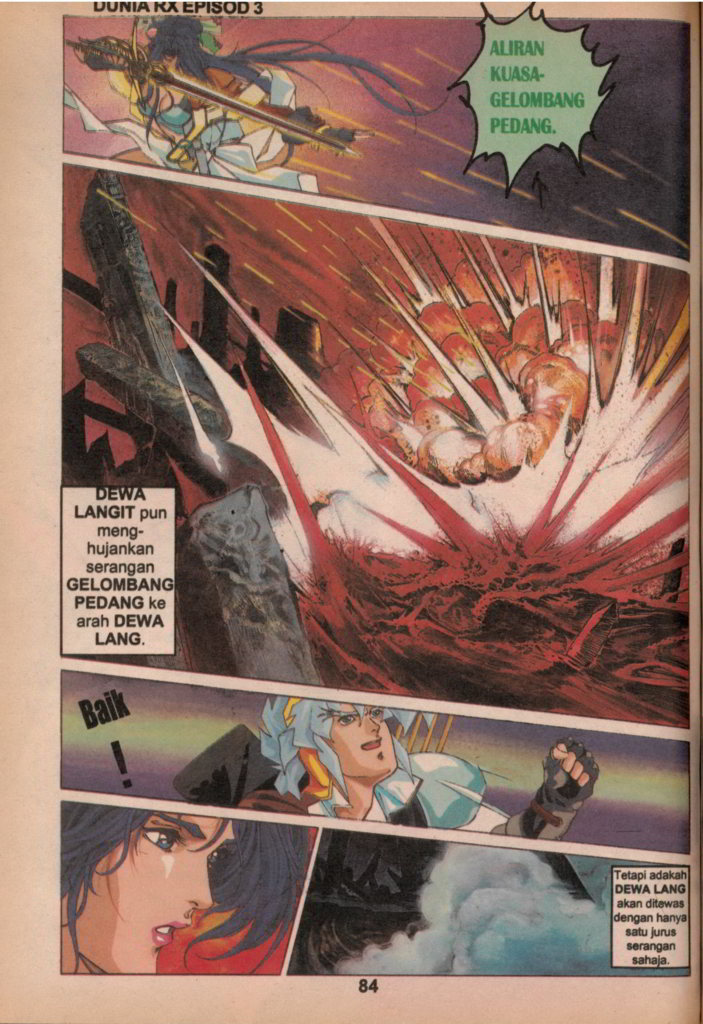 DUNIA RX EPISOD 3
ALIRAN
KUASA-
GELOMBANG
PEDANG.
DEWA
LANGIT pun
meng-
hujankan
serangan
GELOMBANG
PEDANG ke
arah DEWA
LANG.
Baik
!
Tetapi adakah
DEWA LANG
akan ditewas
dengan hanya
satu jurus
serangan
sahaja.
84